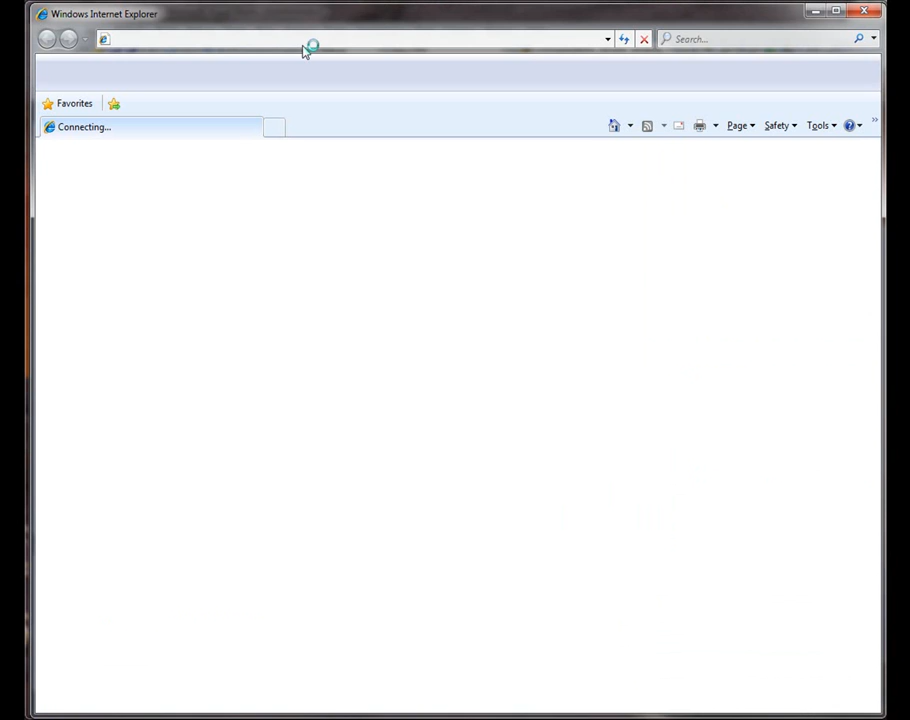 Windows Internet Explorer
Search...
Favorites
Connecting...
Page
Safety
Tools